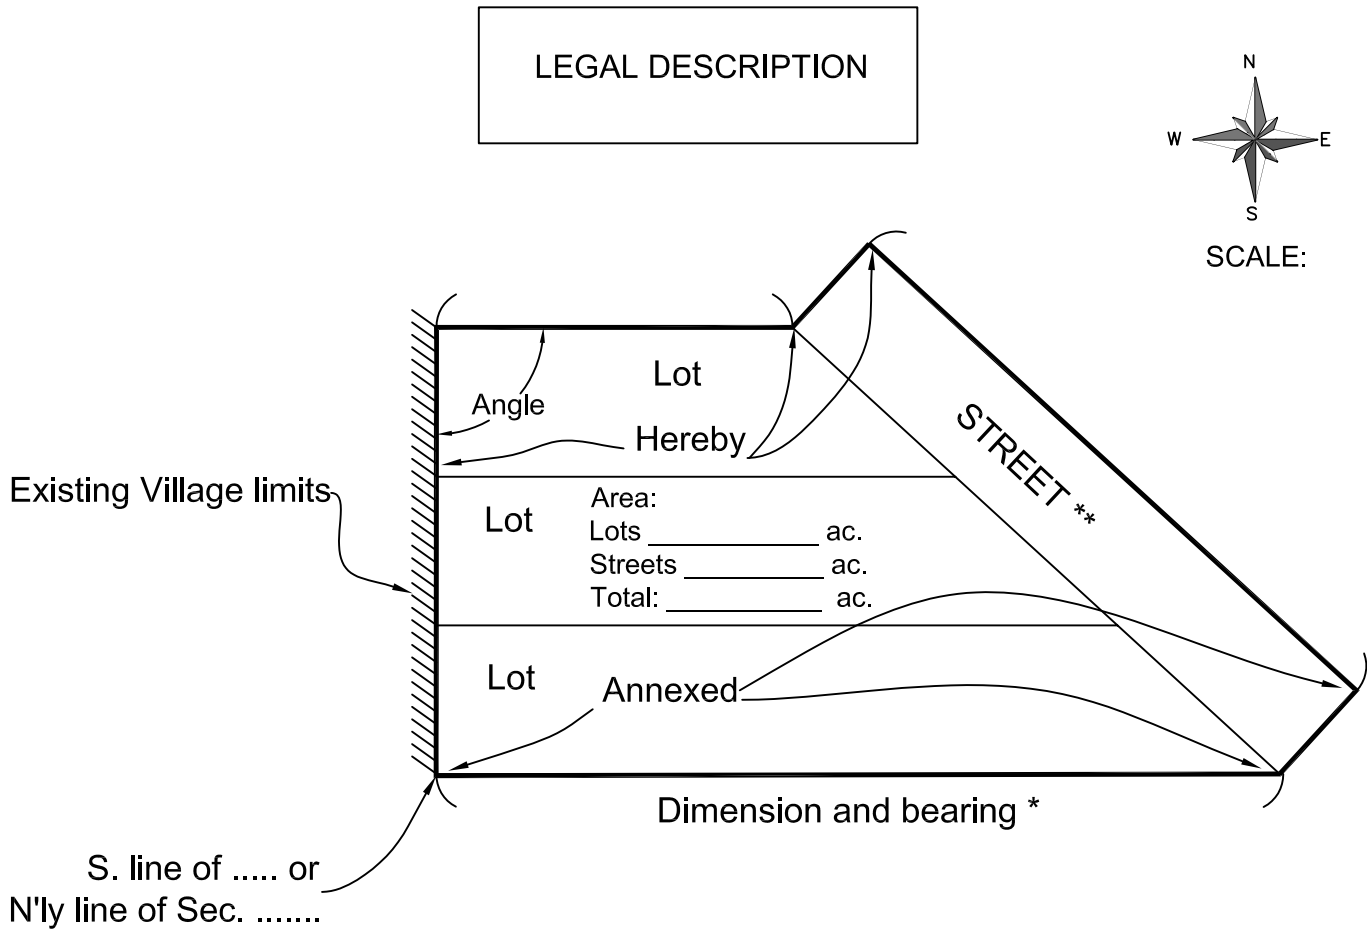 LEGAL DESCRIPTION
N
W
E
S
SCALE:
Lot
Angle
Hereby
STREET **
Existing Village limits
Lot
Area:
Lots ____________ ac.
Streets __________ ac.
Total: ___________ ac.
Lot
Annexed
Dimension and bearing *
S. line of ..... or
N'ly line of Sec. .......